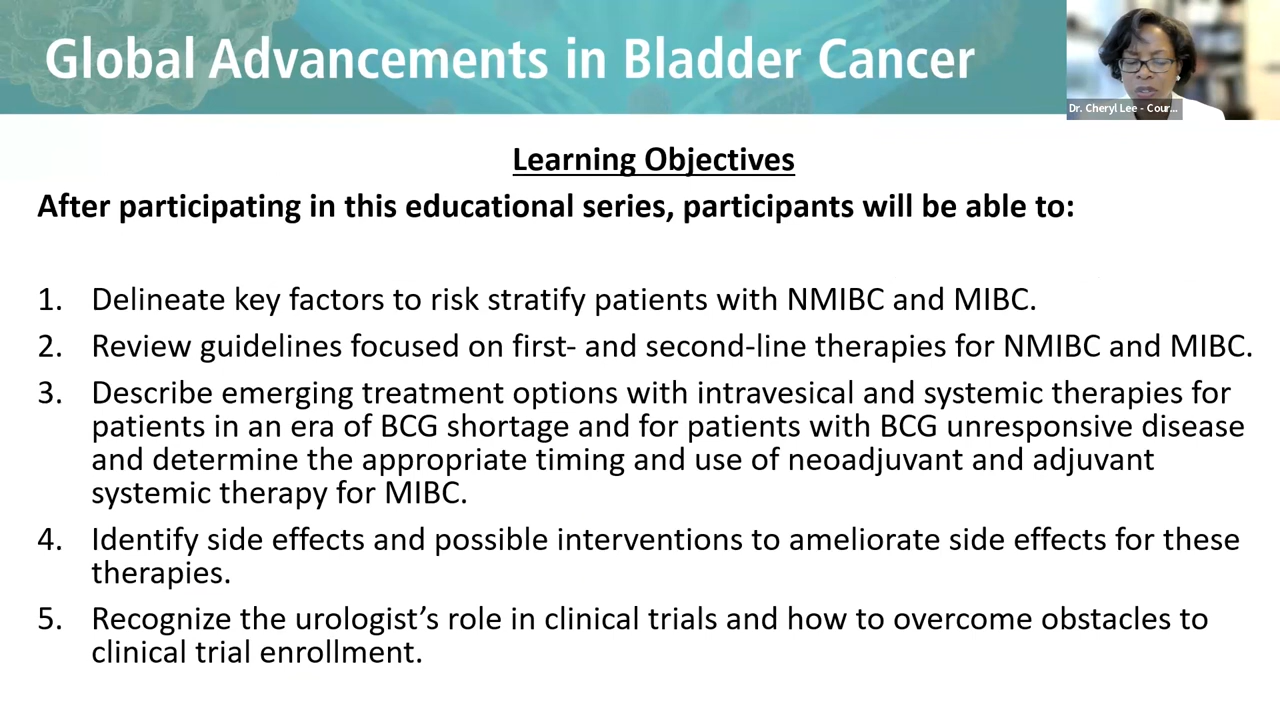 Global Advancements in Bladder Cancer
Dr. Cheryl Lee - Cour...
Learning Objectives
After participating in this educational series, participants will be able to:
1. Delineate key factors to risk stratify patients with NMIBC and MIBC.
2. Review guidelines focused on first- and second-line therapies for NMIBC and MIBC.
3. Describe emerging treatment options with intravesical and systemic therapies for
patients in an era of BCG shortage and for patients with BCG unresponsive disease
and determine the appropriate timing and use of neoadjuvant and adjuvant
systemic therapy for MIBC.
4. Identify side effects and possible interventions to ameliorate side effects for these
therapies.
5. Recognize the urologist’s role in clinical trials and how to overcome obstacles to
clinical trial enrollment.